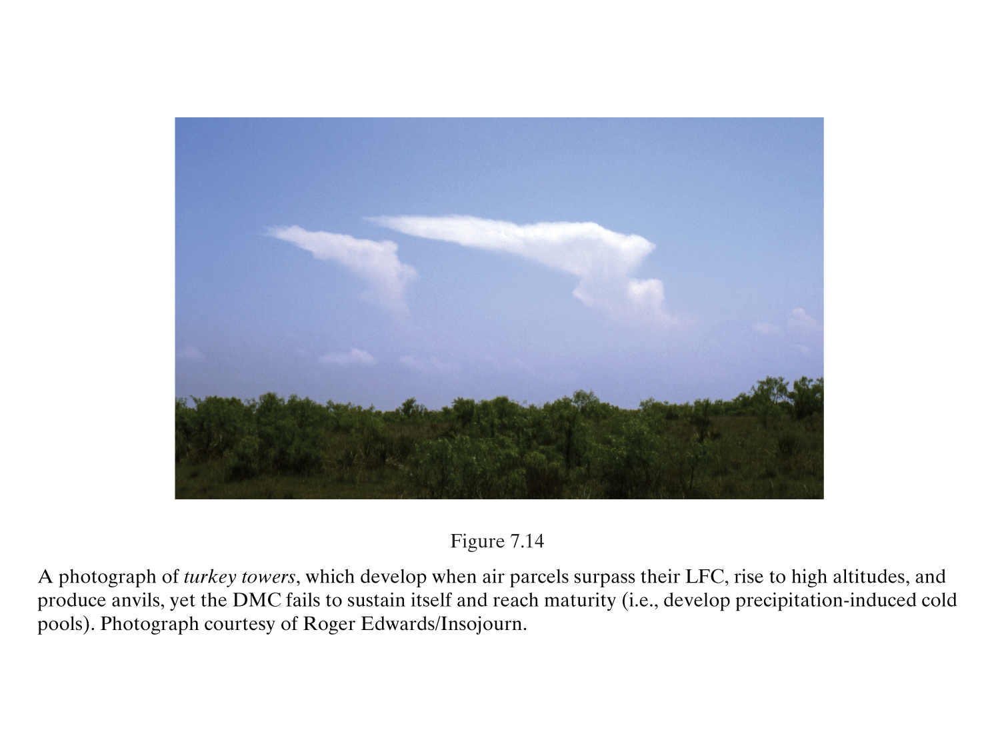 Figure 7.14
A photograph of turkey towers, which develop when air parcels surpass their LFC, rise to high altitudes, and
produce anvils, yet the DMC fails to sustain itself and reach maturity (i.e., develop precipitation-induced cold
pools). Photograph courtesy of Roger Edwards/Insojourn.